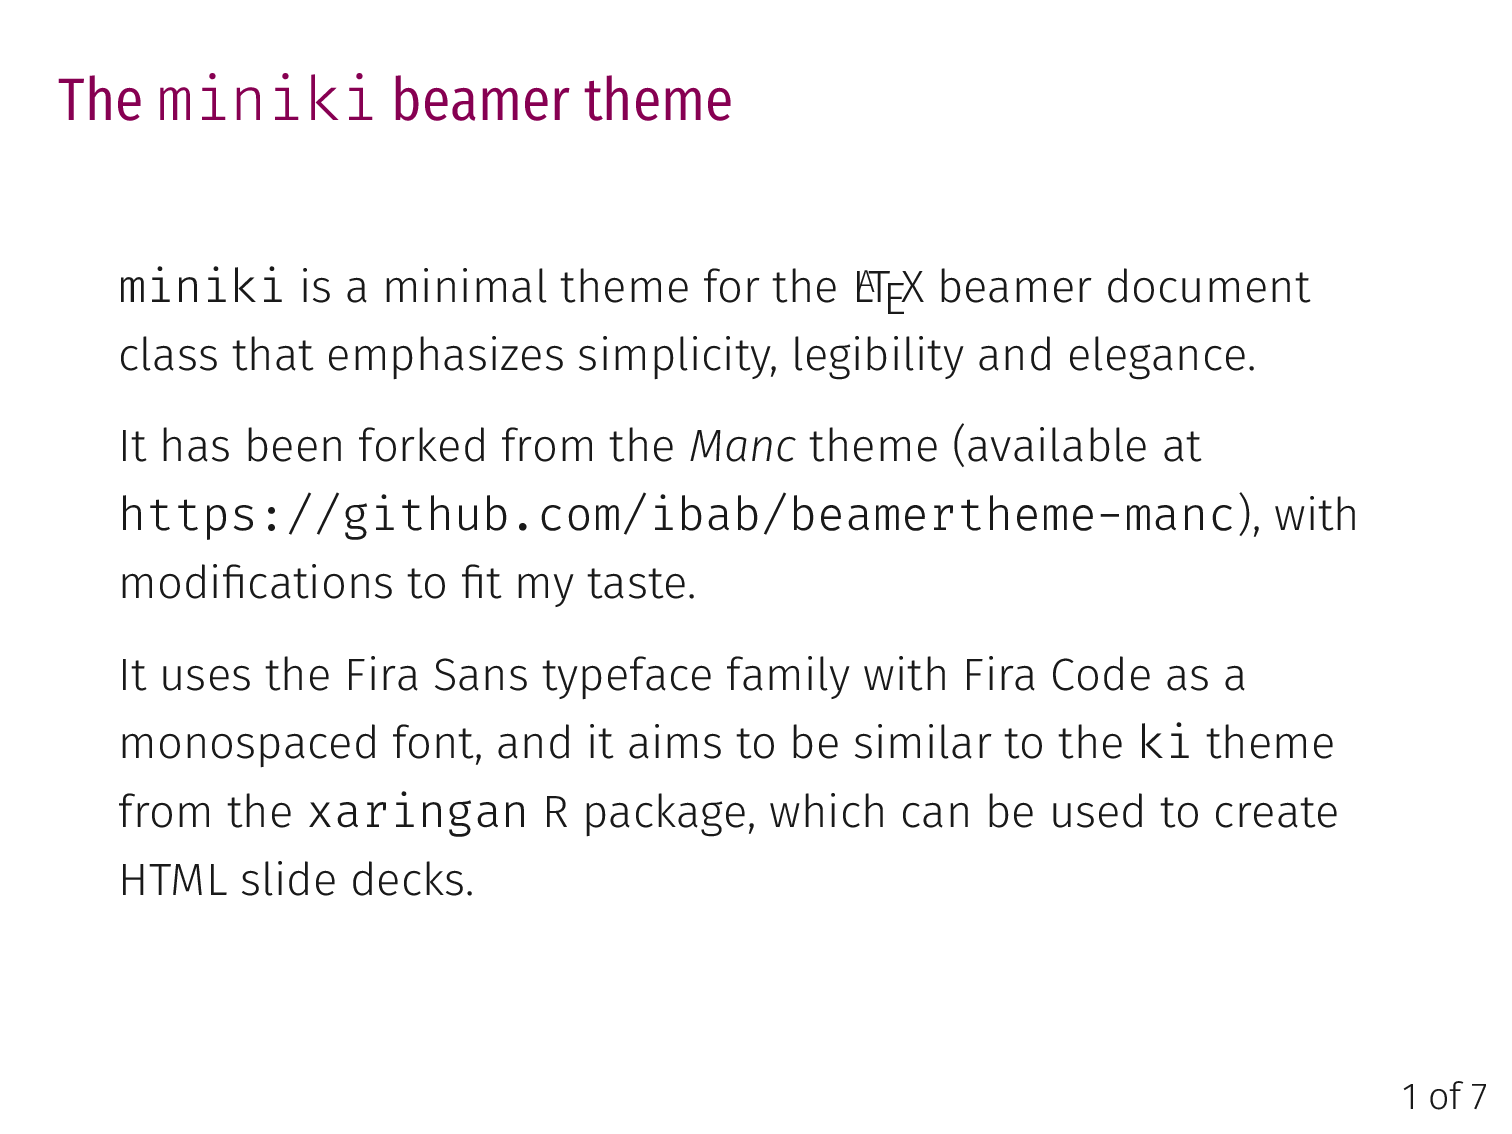 The miniki beamer theme
miniki is a minimal theme for the LATEX beamer document
class that emphasizes simplicity, legibility and elegance.
It has been forked from the Manc theme (available at
https://github.com/ibab/beamertheme-manc), with
modifications to fit my taste.
It uses the Fira Sans typeface family with Fira Code as a
monospaced font, and it aims to be similar to the ki theme
from the xaringan R package, which can be used to create
HTML slide decks.
1 of 7